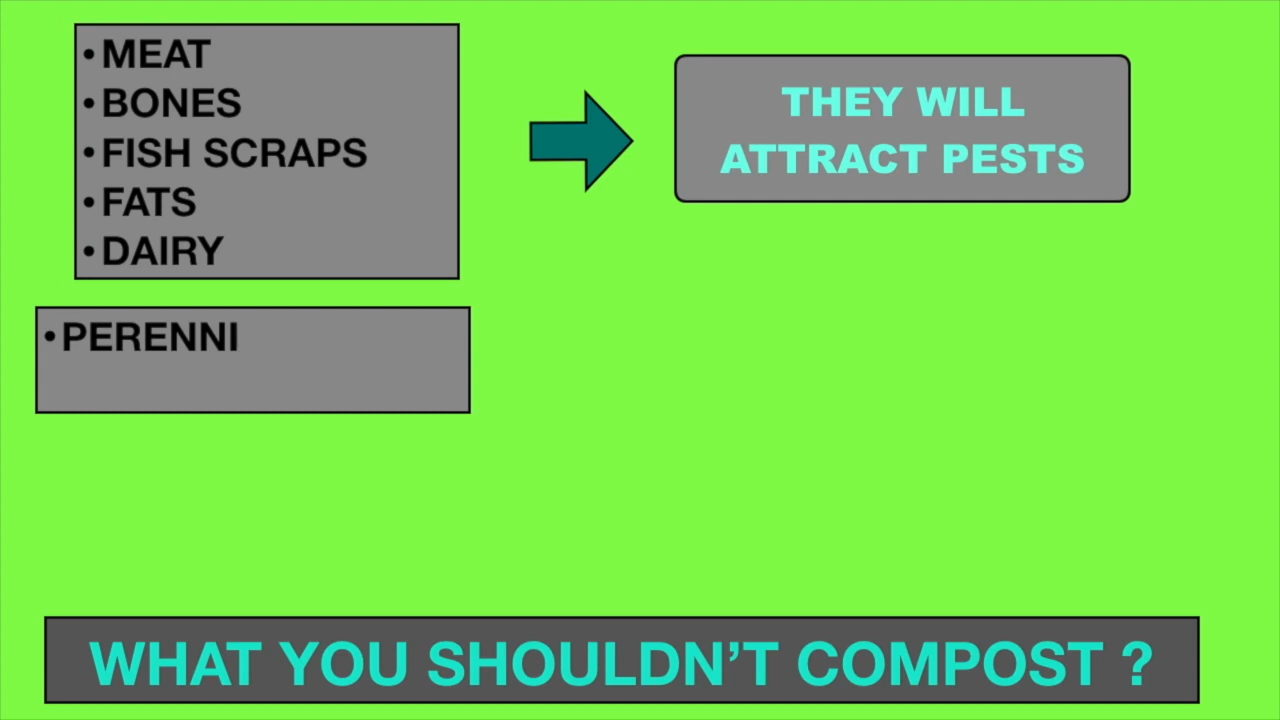 • MEAT
• BONES
• FISH SCRAPS
• FATS
• DAIRY
THEY WILL
ATTRACT PESTS
• PERENNI
WHAT YOU SHOULDN’T COMPOST ?